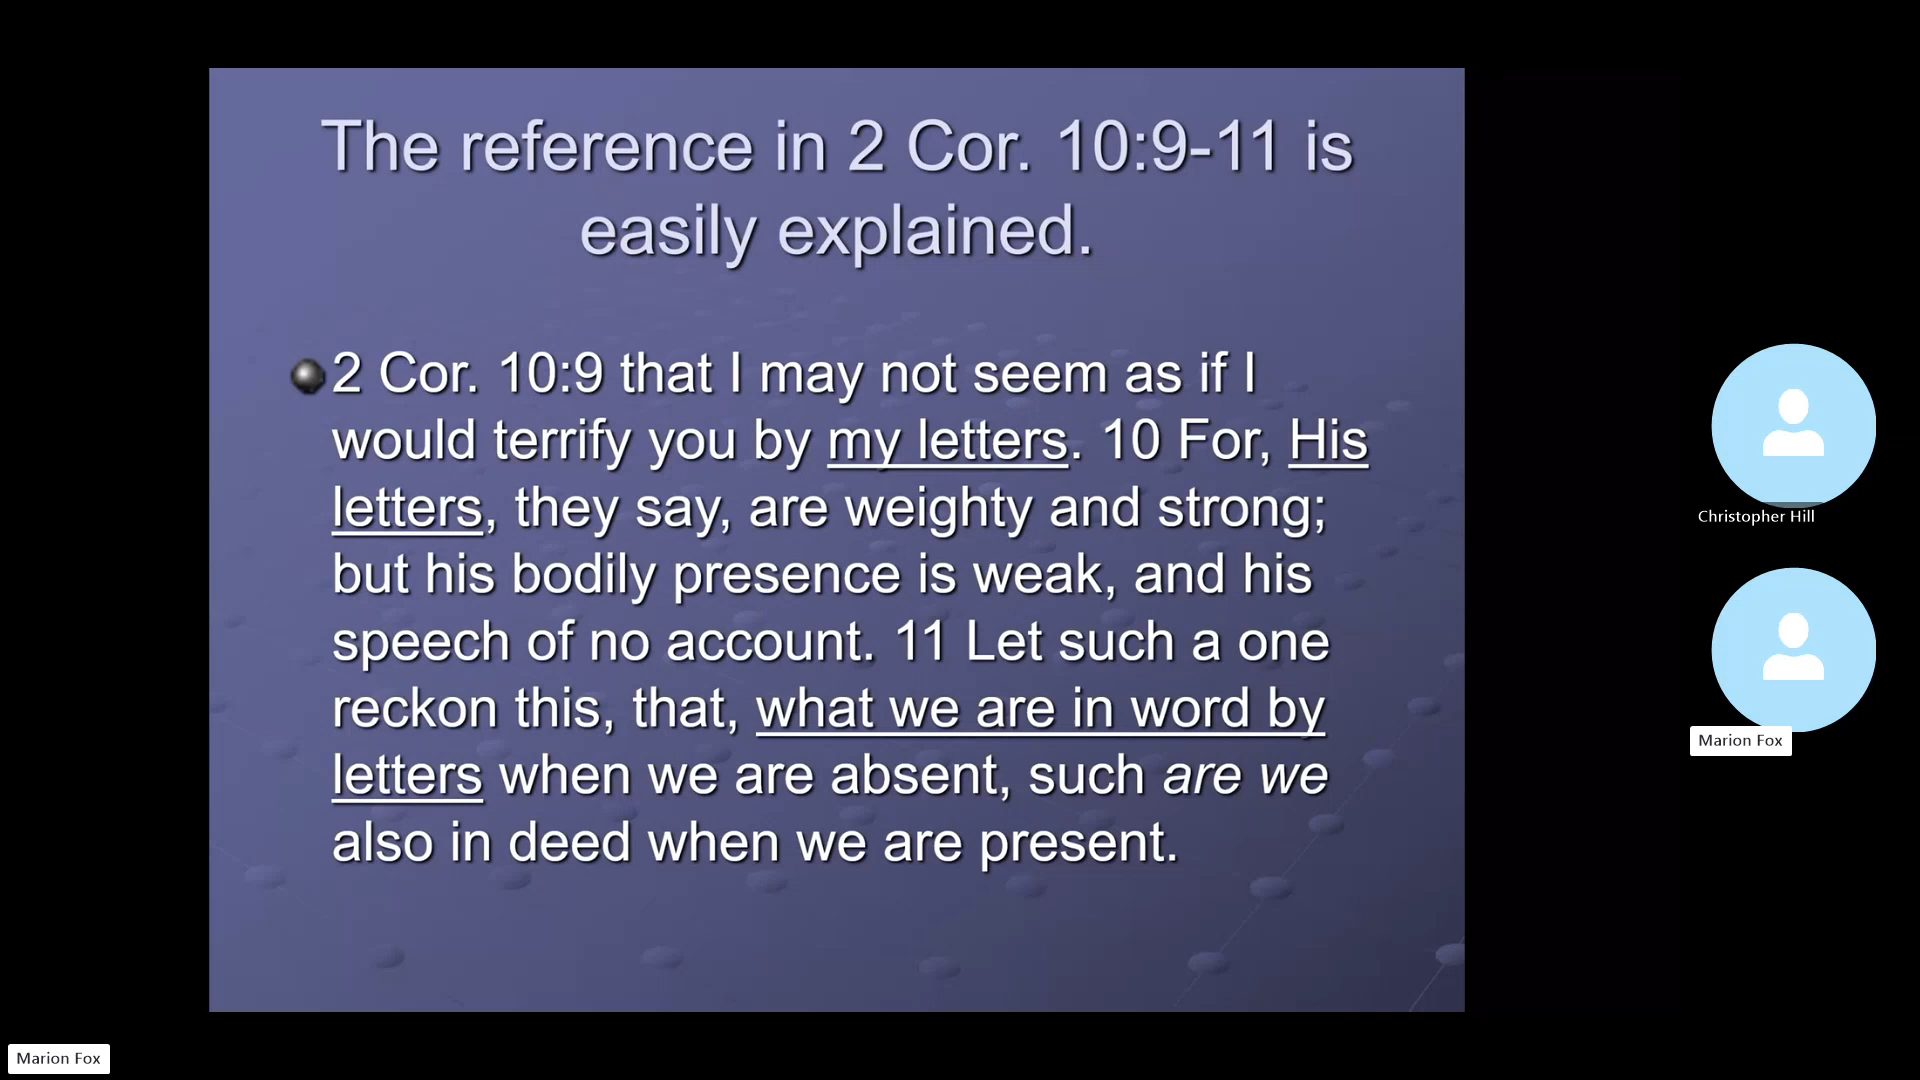 The reference in 2 Cor. 10:9-11 is
easily explained.
2 Cor. 10:9 that I may not seem as if I
would terrify you by my letters. 10 For, His
letters, they say, are weighty and strong;
but his bodily presence is weak, and his
speech of no account. 11 Let such a one
reckon this, that, what we are in word by
letters when we are absent, such are we
also in deed when we are present.
Christopher Hill
Marion Fox
Marion Fox